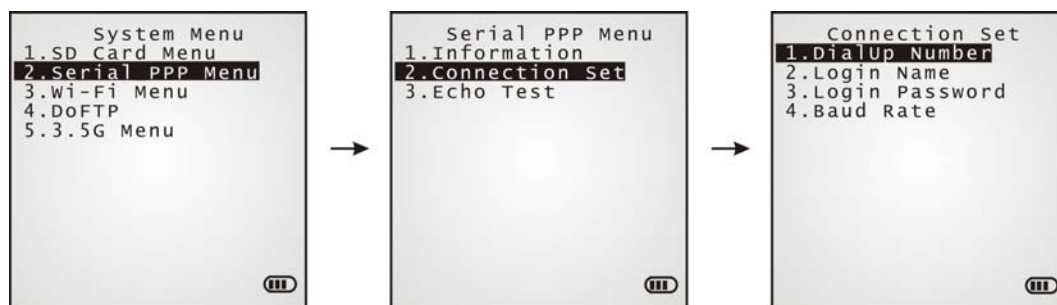 System Menu
1.SD Card Menu
2.Serial PPP Menu
3.Wi-Fi Menu
4.DoFTP
5.3.5G Menu
Serial PPP Menu
1.Information
2.Connection Set
3.Echo Test
Connection Set
1.DialUp Number
2.Login Name
3.Login Password
4.Baud Rate